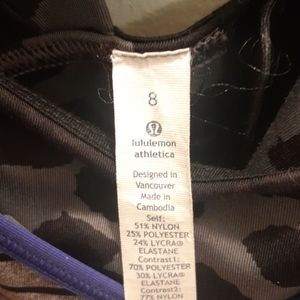 8
lululemon
athletica
Designed in
Vancouver
Made in
Cambodia
Self:
51% NYLON
25% POLYESTER
24% LYCRA®
ELASTANE
Contrast1:
70% POLYESTER
30% LYCRA®
ELASTANE
Contrast2:
77% NYLON